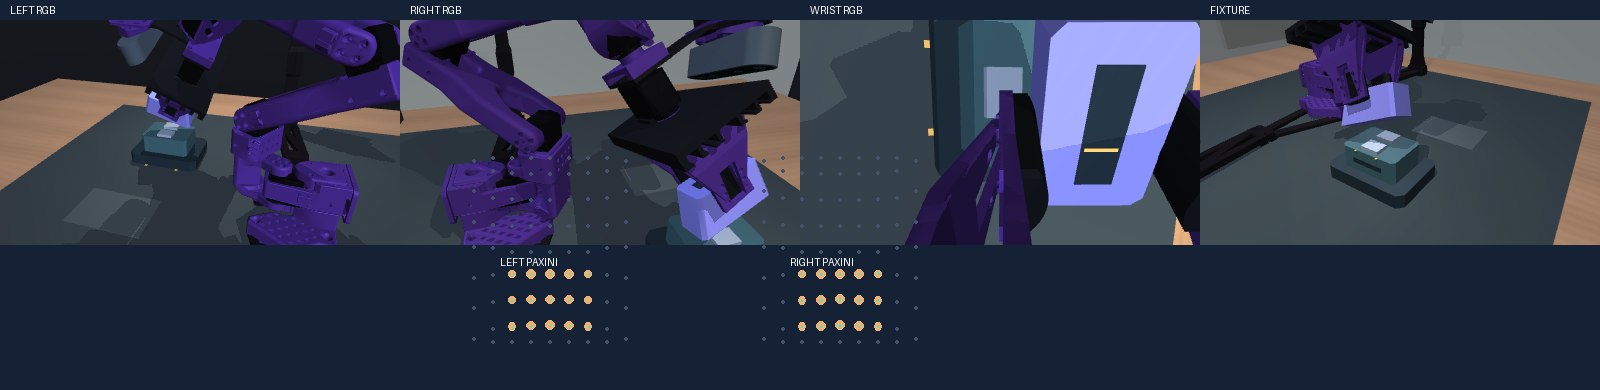 LEFT RGB
RIGHT RGB
WRIST RGB
FIXTURE
LEFT PAXINI
RIGHT PAXINI